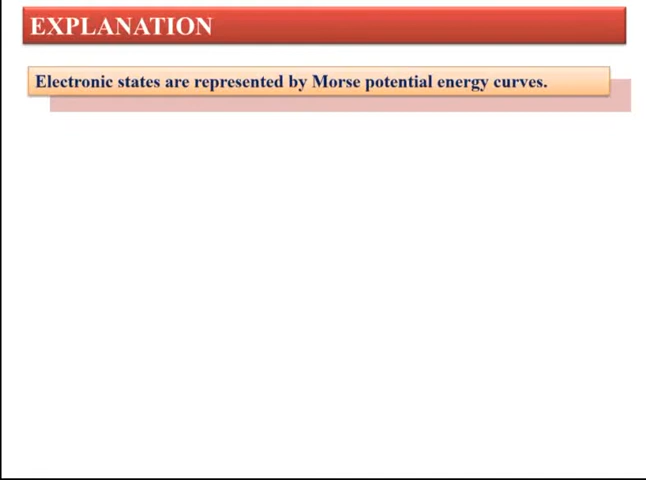 EXPLANATION
Electronic states are represented by Morse potential energy curves.